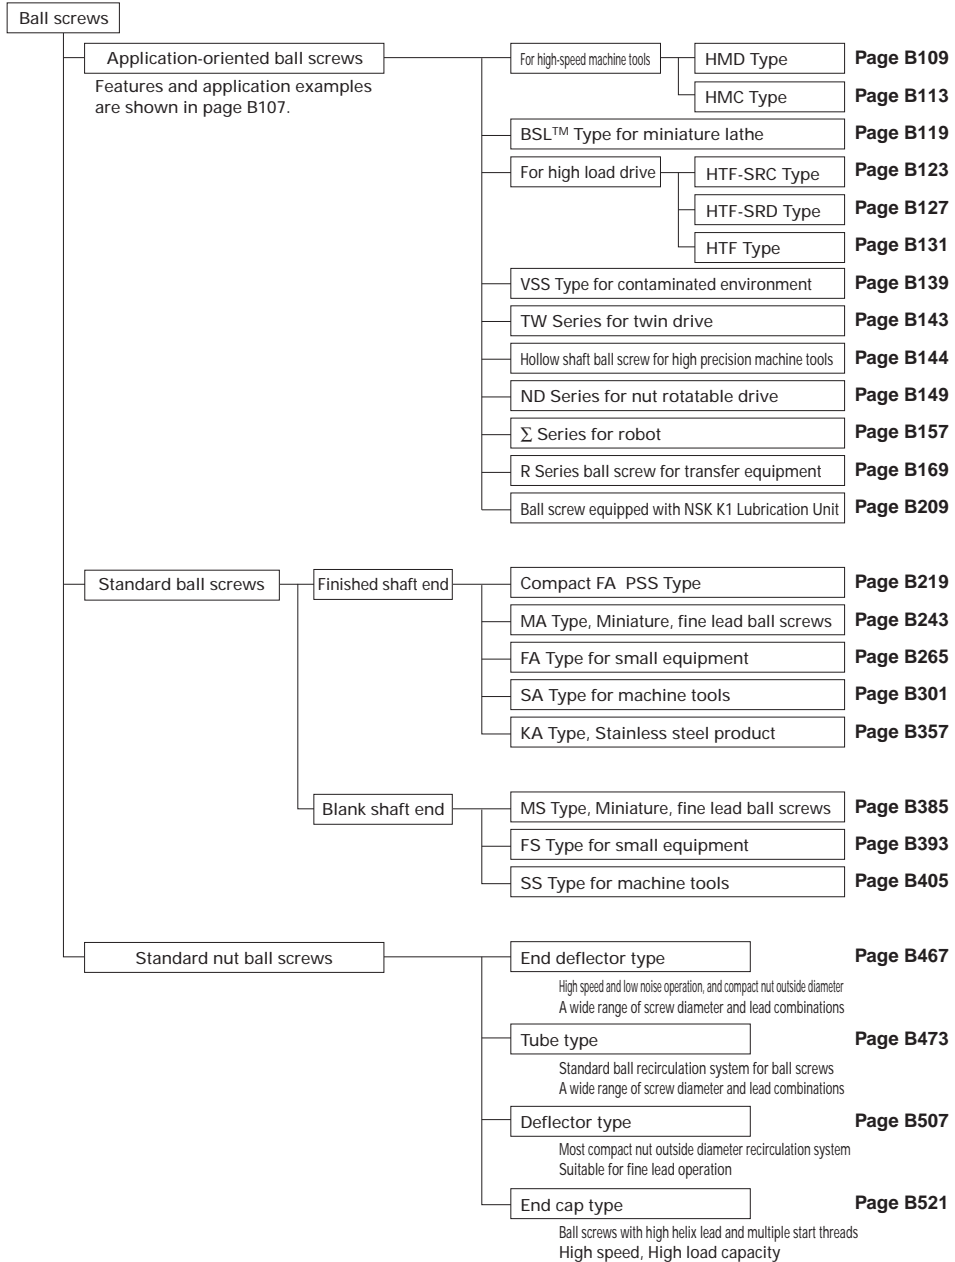 Ball screws
Application-oriented ball screws
Features and application examples
are shown in page B107.
For high-speed machine tools
HMD Type Page B109
HMC Type Page B113
BSL™ Type for miniature lathe Page B119
For high load drive
HTF-SRC Type Page B123
HTF-SRD Type Page B127
HTF Type Page B131
VSS Type for contaminated environment Page B139
TW Series for twin drive Page B143
Hollow shaft ball screw for high precision machine tools Page B144
ND Series for nut rotatable drive Page B149
Σ Series for robot Page B157
R Series ball screw for transfer equipment Page B169
Ball screw equipped with NSK K1 Lubrication Unit Page B209
Standard ball screws
Finished shaft end
Compact FA PSS Type Page B219
MA Type, Miniature, fine lead ball screws Page B243
FA Type for small equipment Page B265
SA Type for machine tools Page B301
KA Type, Stainless steel product Page B357
Blank shaft end
MS Type, Miniature, fine lead ball screws Page B385
FS Type for small equipment Page B393
SS Type for machine tools Page B405
Standard nut ball screws
End deflector type Page B467
High speed and low noise operation, and compact nut outside diameter
A wide range of screw diameter and lead combinations
Tube type Page B473
Standard ball recirculation system for ball screws
A wide range of screw diameter and lead combinations
Deflector type Page B507
Most compact nut outside diameter recirculation system
Suitable for fine lead operation
End cap type Page B521
Ball screws with high helix lead and multiple start threads
High speed, High load capacity